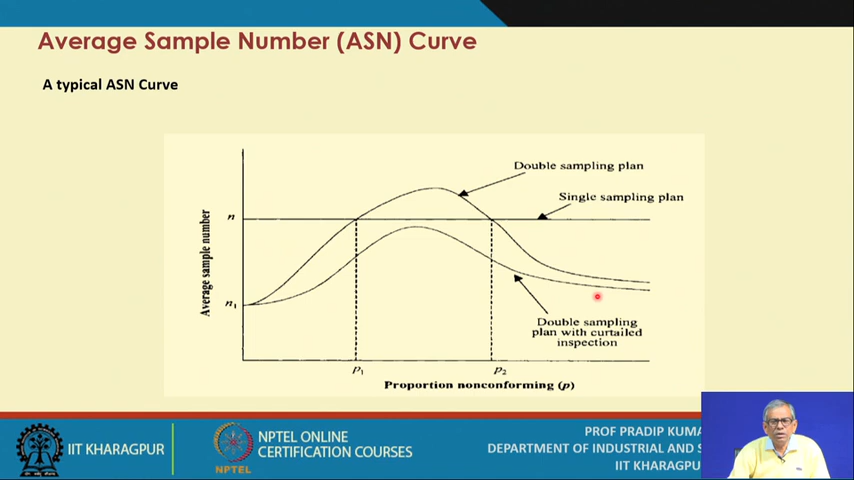 Average Sample Number (ASN) Curve
A typical ASN Curve
Double sampling plan
Single sampling plan
n
Average sample number
n₁
Double sampling
plan with curtailed
inspection
p₁
p₂
Proportion nonconforming (p)
IIT KHARAGPUR
NPTEL
NPTEL ONLINE
CERTIFICATION COURSES
PROF PRADIP KUMA
DEPARTMENT OF INDUSTRIAL AND S
IIT KHARAGPU